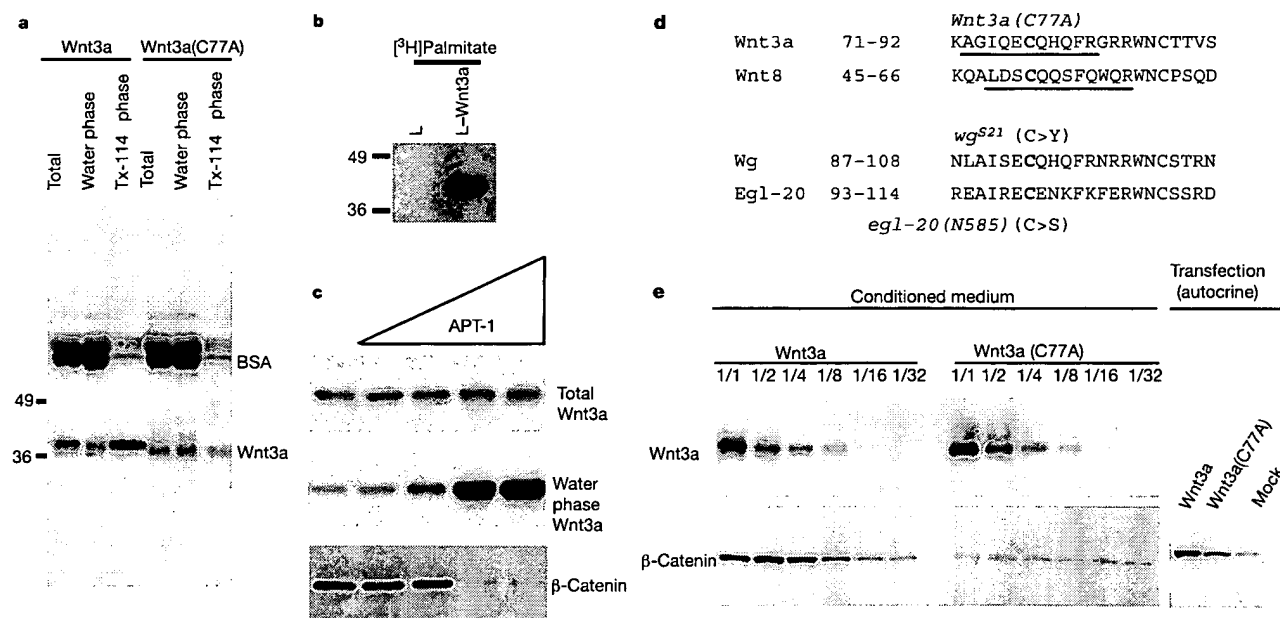 a
Wnt3a
Wnt3a(C77A)
Total
Water phase
Tx-114 phase
Total
Water phase
Tx-114 phase
BSA
49
Wnt3a
36
b
[³H]Palmitate
L
L–Wnt3a
49
36
c
APT-1
Total
Wnt3a
Water
phase
Wnt3a
β-Catenin
d
Wnt3a (C77A)
Wnt3a 71-92 KAGIQECQHQFRGRRWNCTTVS
Wnt8 45-66 KQALDSCQQSFQWQRWNCPSQD
wgS21 (C>Y)
Wg 87-108 NLAISECQHQFRNRRWNCSTRN
Egl-20 93-114 REAIRECENKFKFERWNCSSRD
egl-20 (N585) (C>S)
e
Conditioned medium
Transfection
(autocrine)
Wnt3a
Wnt3a (C77A)
1/1 1/2 1/4 1/8 1/16 1/32
1/1 1/2 1/4 1/8 1/16 1/32
Wnt3a
Wnt3a
Wnt3a(C77A)
Mock
β-Catenin